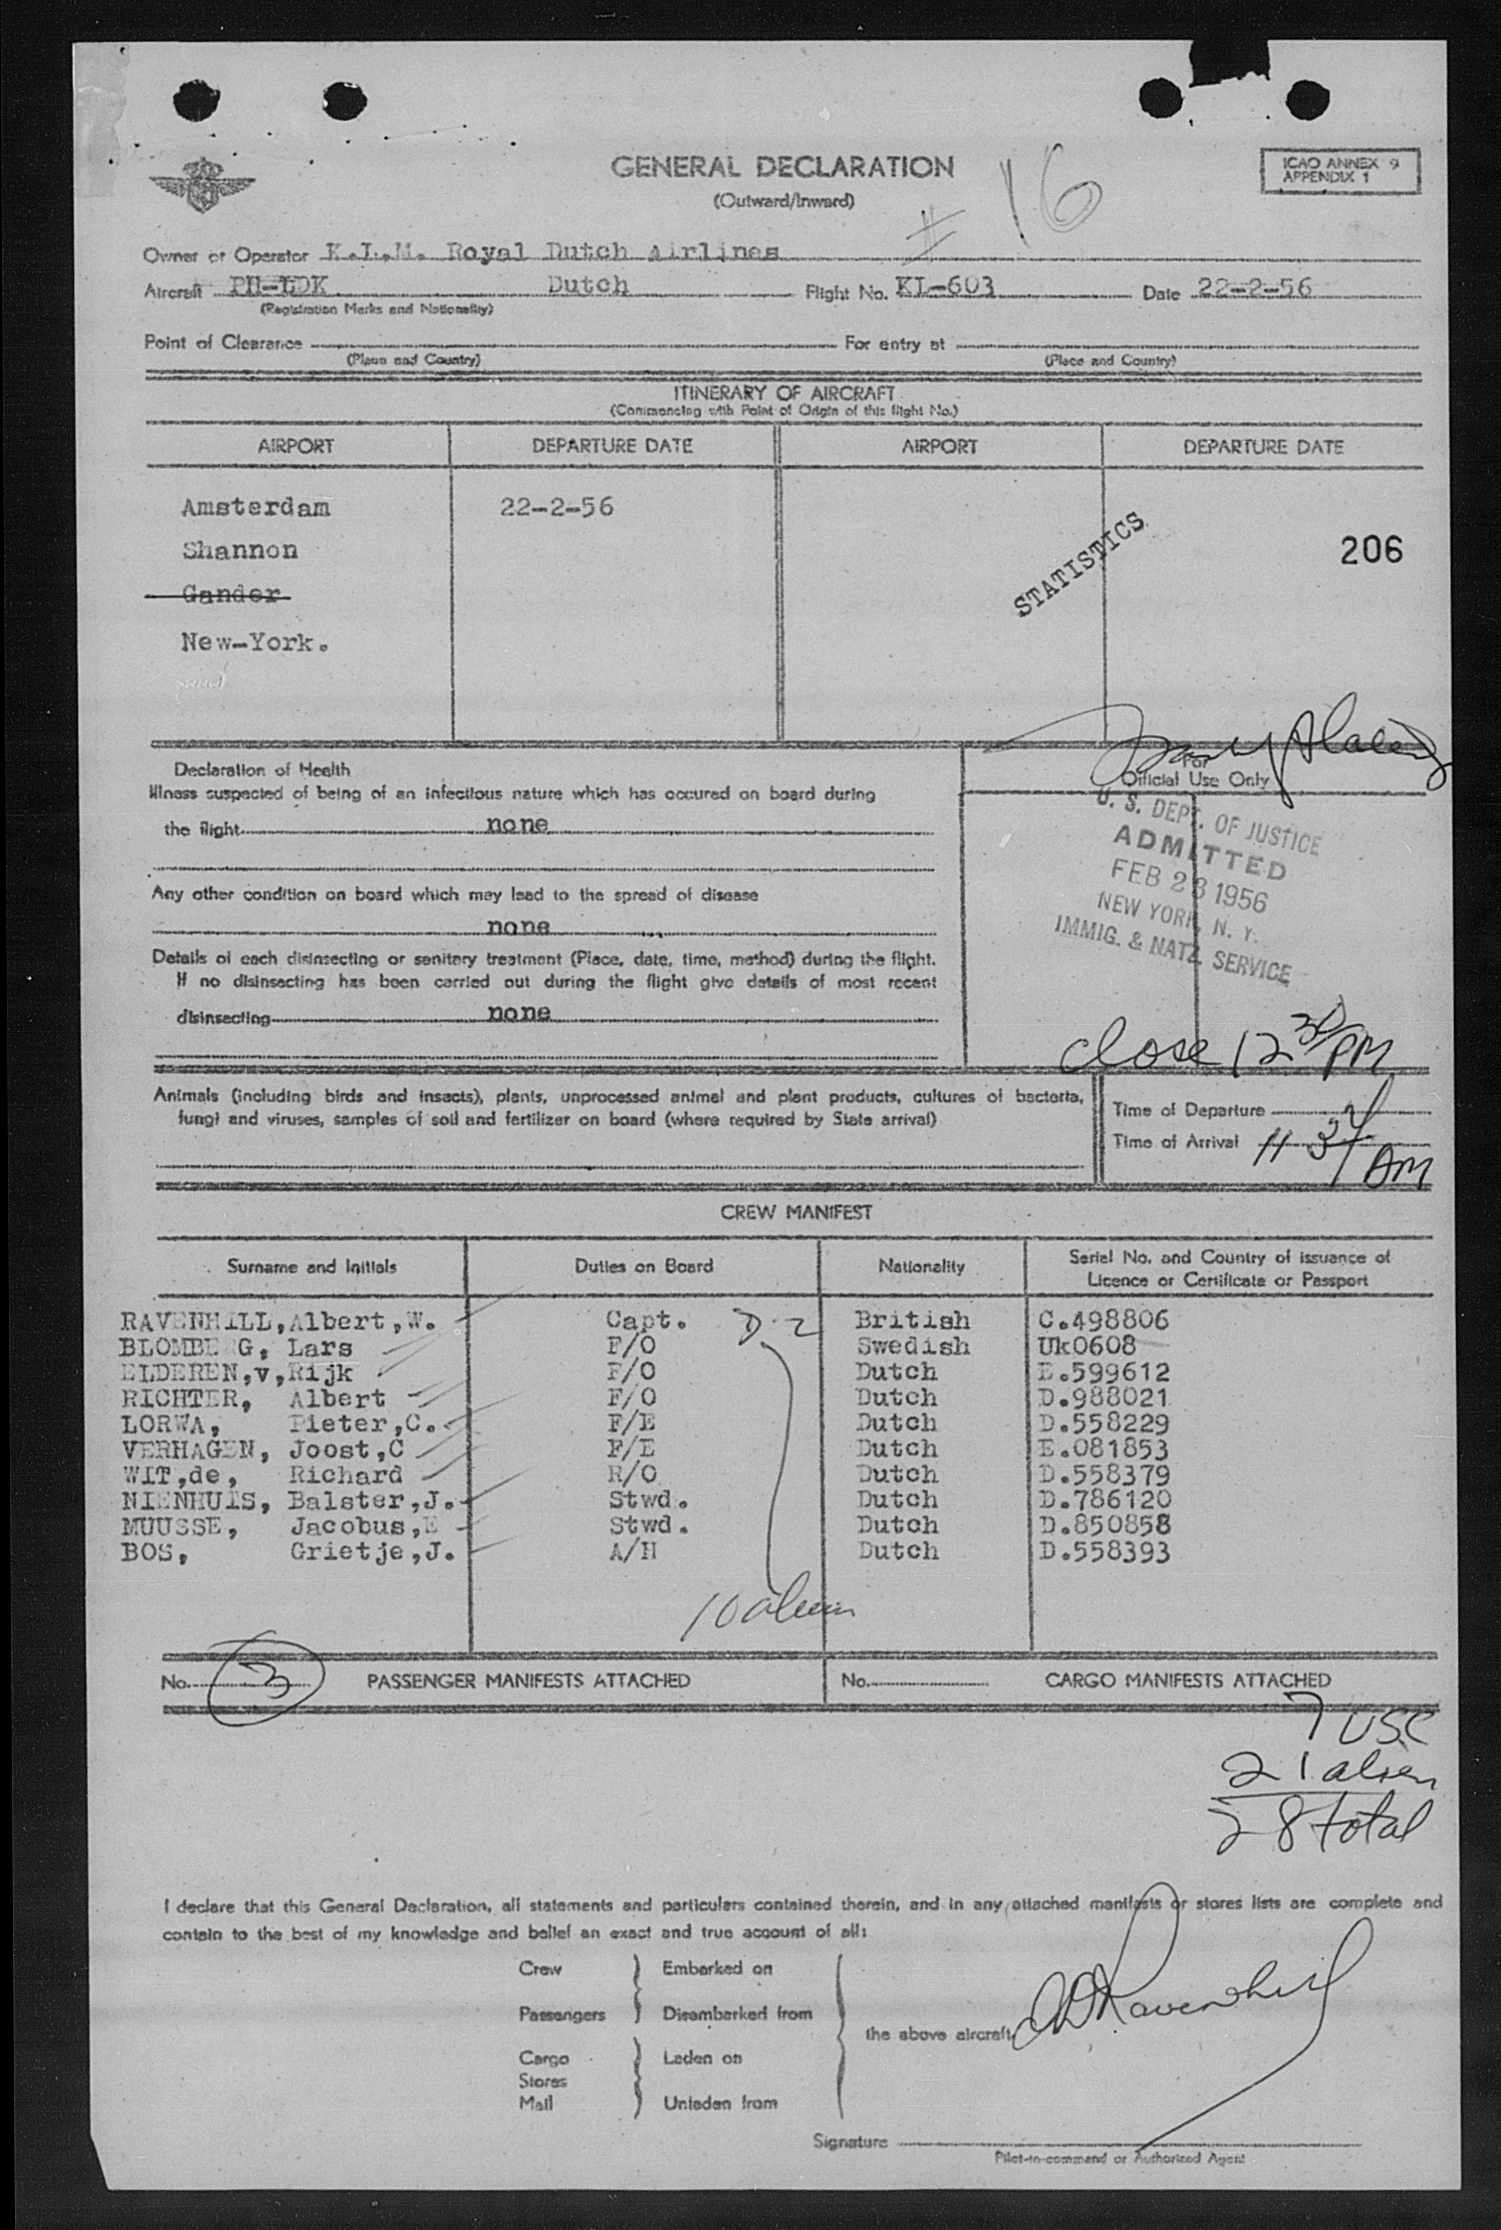 GENERAL DECLARATION
(Outward/Inward)
# 16
ICAO ANNEX 9
APPENDIX 1
Owner or Operator K.L.M. Royal Dutch Airlines
Aircraft PH-LDK Dutch Flight No. KL-603 Date 22-2-56
(Registration Marks and Nationality)
Point of Clearance For entry at
(Place and Country) (Place and Country)
ITINERARY OF AIRCRAFT
(Commencing with Point of Origin of this flight No.)
AIRPORT DEPARTURE DATE AIRPORT DEPARTURE DATE
Amsterdam 22-2-56
Shannon
Gander
New-York.
STATISTICS
206
Declaration of Health
Illness suspected of being of an infectious nature which has occured on board during
the flight none
Any other condition on board which may lead to the spread of disease
none
Details of each disinsecting or sanitary treatment (Place, date, time, method) during the flight.
If no disinsecting has been carried out during the flight give details of most recent
disinsecting none
For
Official Use Only
U. S. DEPT. OF JUSTICE
ADMITTED
FEB 23 1956
NEW YORK, N. Y.
IMMIG. & NATZ. SERVICE
close 12 30 PM
Animals (including birds and insects), plants, unprocessed animal and plant products, cultures of bacteria,
fungi and viruses, samples of soil and fertilizer on board (where required by State arrival)
Time of Departure
Time of Arrival 11 37 AM
CREW MANIFEST
Surname and Initials Duties on Board Nationality Serial No. and Country of issuance of
Licence or Certificate or Passport
RAVENHILL,Albert,W. Capt. D-2 British C.498806
BLOMBERG, Lars F/O Swedish Uk0608
ELDEREN,v,Rijk F/O Dutch E.599612
RICHTER, Albert F/O Dutch D.988021
LORWA, Pieter,C. F/E Dutch D.558229
VERHAGEN, Joost,C F/E Dutch E.081853
WIT,de, Richard R/O Dutch D.558379
NIENHUIS, Balster,J. Stwd. Dutch D.786120
MUUSSE, Jacobus,E Stwd. Dutch D.850858
BOS, Grietje,J. A/H Dutch D.558393
10 alien
No. 3 PASSENGER MANIFESTS ATTACHED No. CARGO MANIFESTS ATTACHED
7 USC
21 alien
28 total
I declare that this General Declaration, all statements and particulars contained therein, and in any attached manifests or stores lists are complete and
contain to the best of my knowledge and belief an exact and true account of all:
Crew Embarked on
Passengers Disembarked from
the above aircraft
Cargo Laden on
Stores
Mail Unladen from
AW Ravenhill
Signature
Pilot-in-command or Authorized Agent